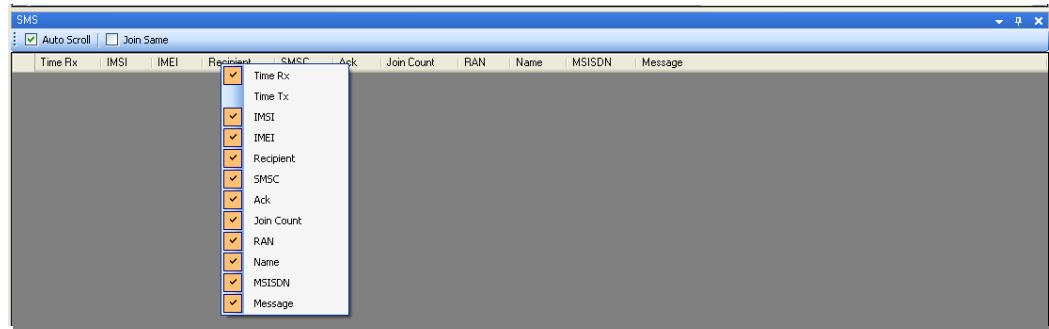 SMS
Auto Scroll Join Same
Time Rx IMSI IMEI Recipient SMSC Ack Join Count RAN Name MSISDN Message
Time Rx
Time Tx
IMSI
IMEI
Recipient
SMSC
Ack
Join Count
RAN
Name
MSISDN
Message